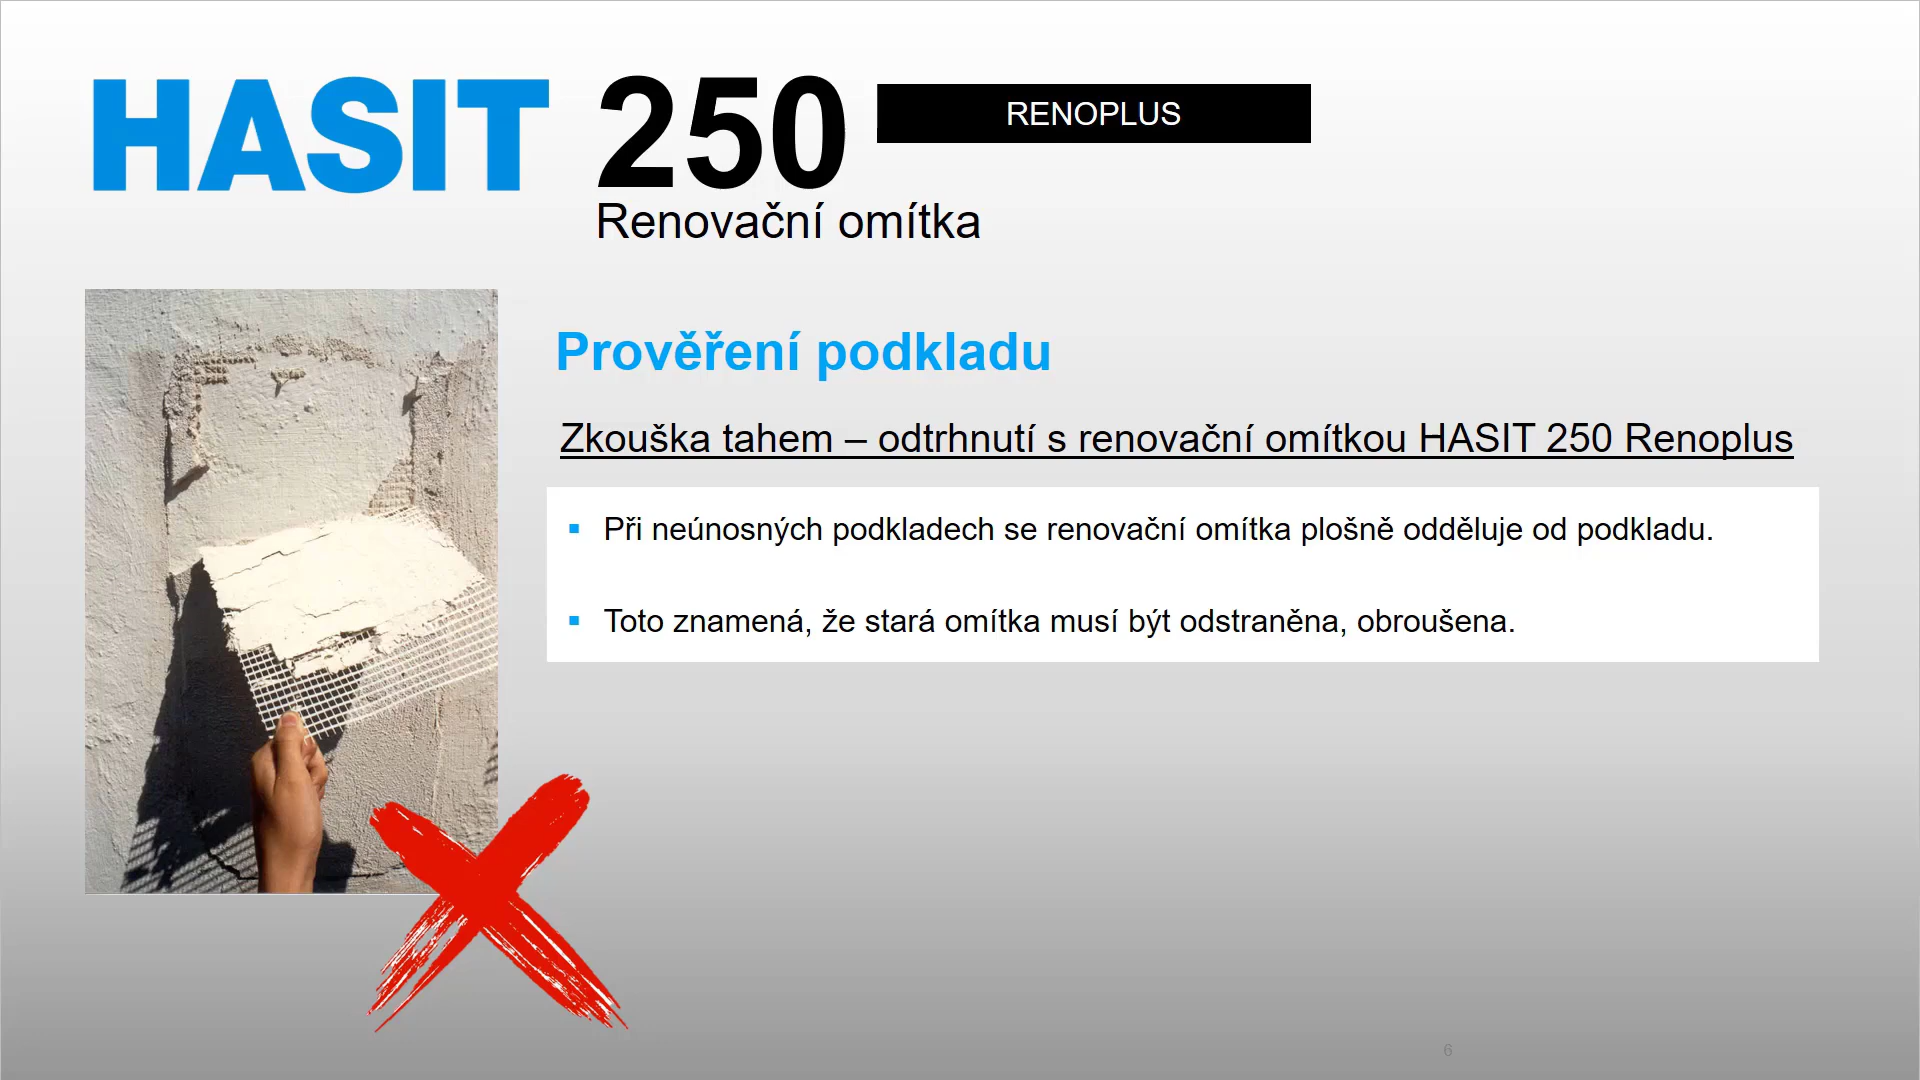 HASIT 250 RENOPLUS
Renovační omítka
Prověření podkladu
Zkouška tahem – odtrhnutí s renovační omítkou HASIT 250 Renoplus
▪ Při neúnosných podkladech se renovační omítka plošně odděluje od podkladu.
▪ Toto znamená, že stará omítka musí být odstraněna, obroušena.
6